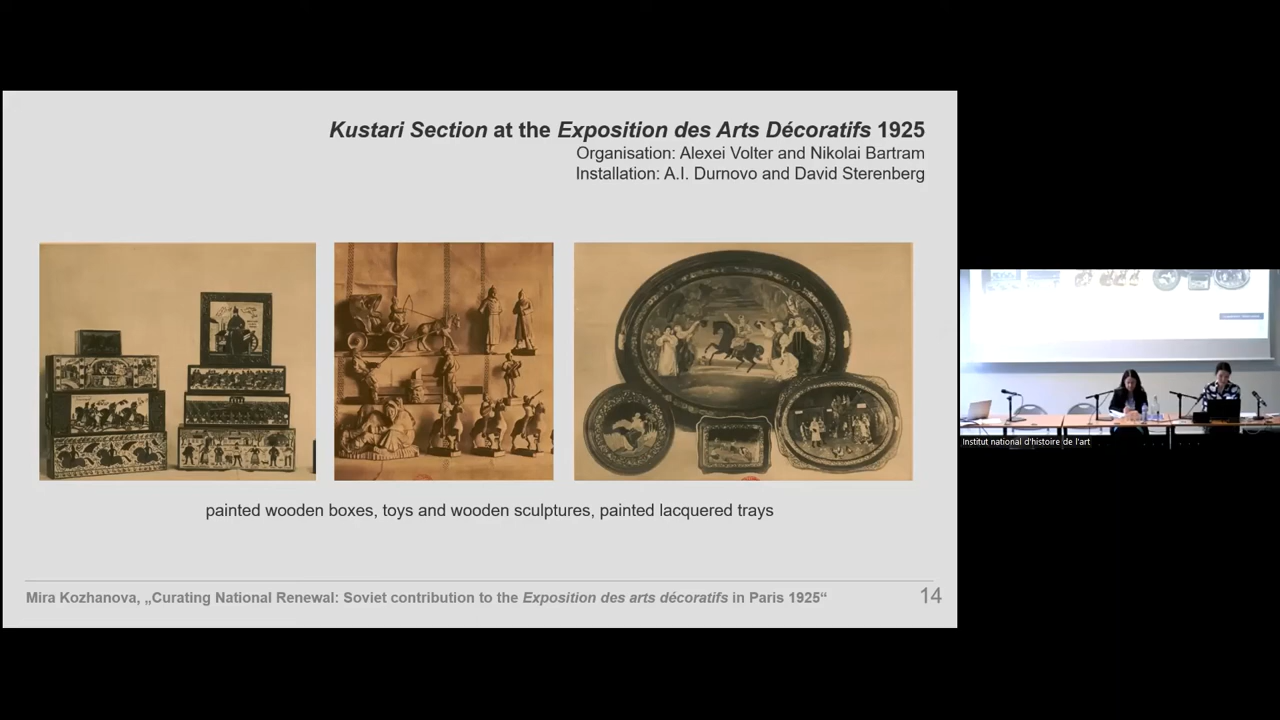 Kustari Section at the Exposition des Arts Décoratifs 1925
Organisation: Alexei Volter and Nikolai Bartram
Installation: A.I. Durnovo and David Sterenberg
painted wooden boxes, toys and wooden sculptures, painted lacquered trays
Mira Kozhanova, „Curating National Renewal: Soviet contribution to the Exposition des arts décoratifs in Paris 1925“
14
Institut national d'histoire de l'art